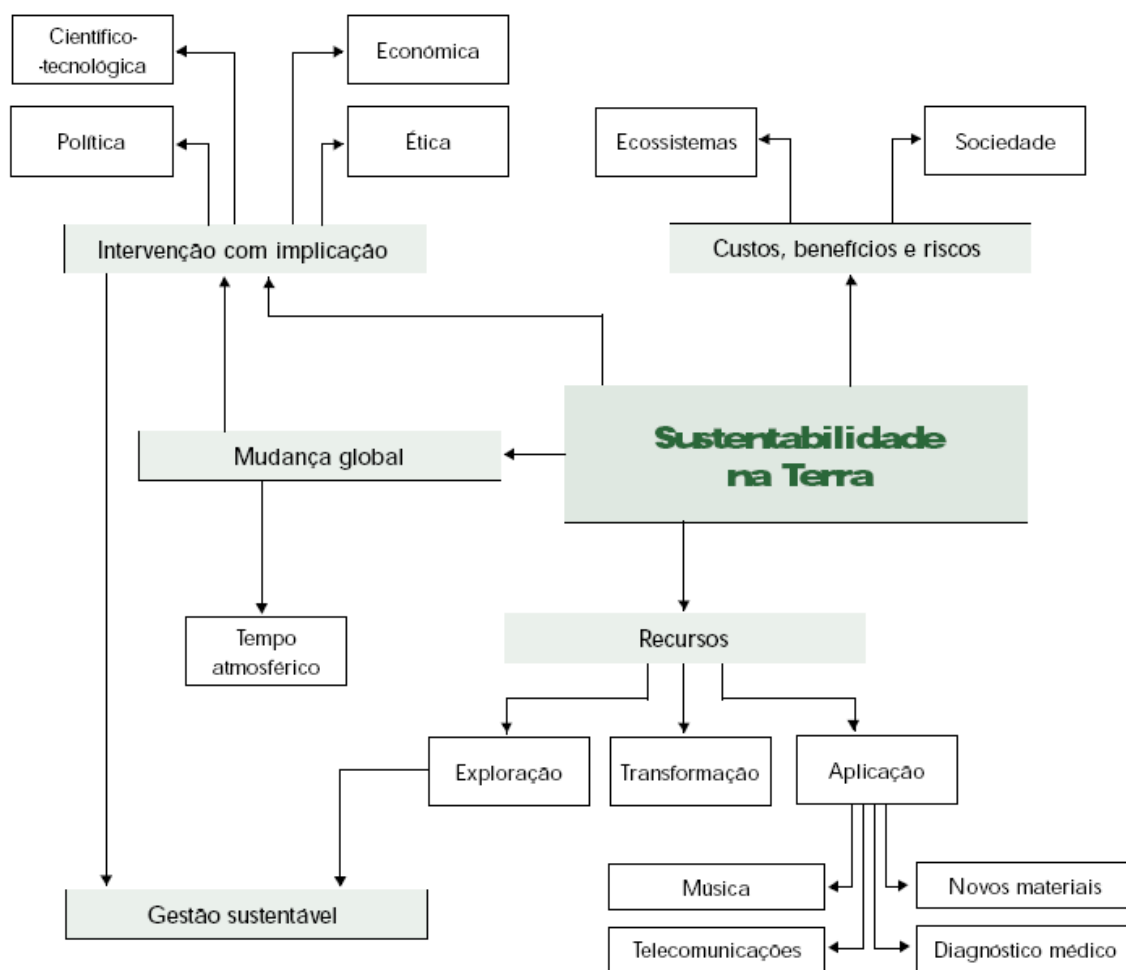 Científico-
-tecnológica
Económica
Política
Ética
Ecossistemas
Sociedade
Intervenção com implicação
Custos, benefícios e riscos
Sustentabilidade
na Terra
Mudança global
Tempo
atmosférico
Recursos
Exploração
Transformação
Aplicação
Música
Novos materiais
Gestão sustentável
Telecomunicações
Diagnóstico médico